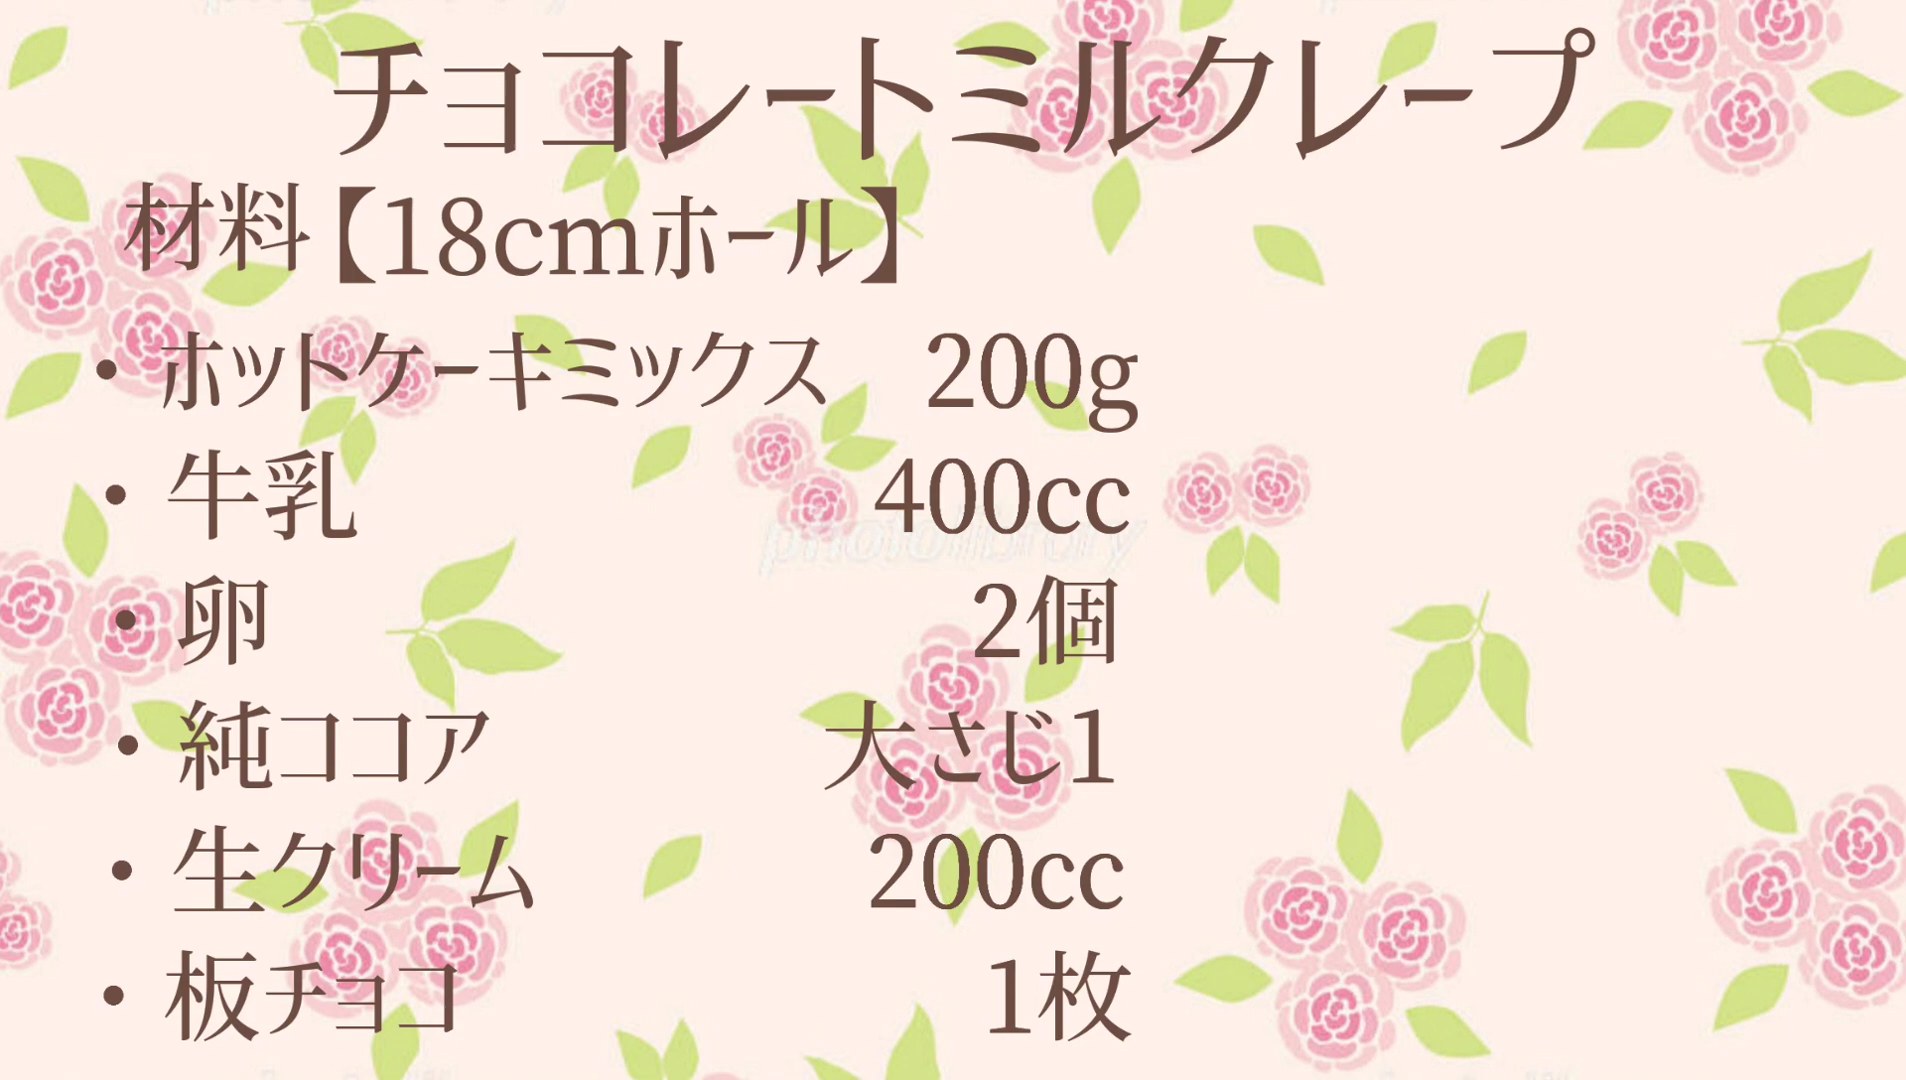 チョコレートミルクレープ
材料【18cmホール】
・ホットケーキミックス 200g
・牛乳 400cc
・卵 2個
・純ココア 大さじ1
・生クリーム 200cc
・板チョコ 1枚
photolibrary